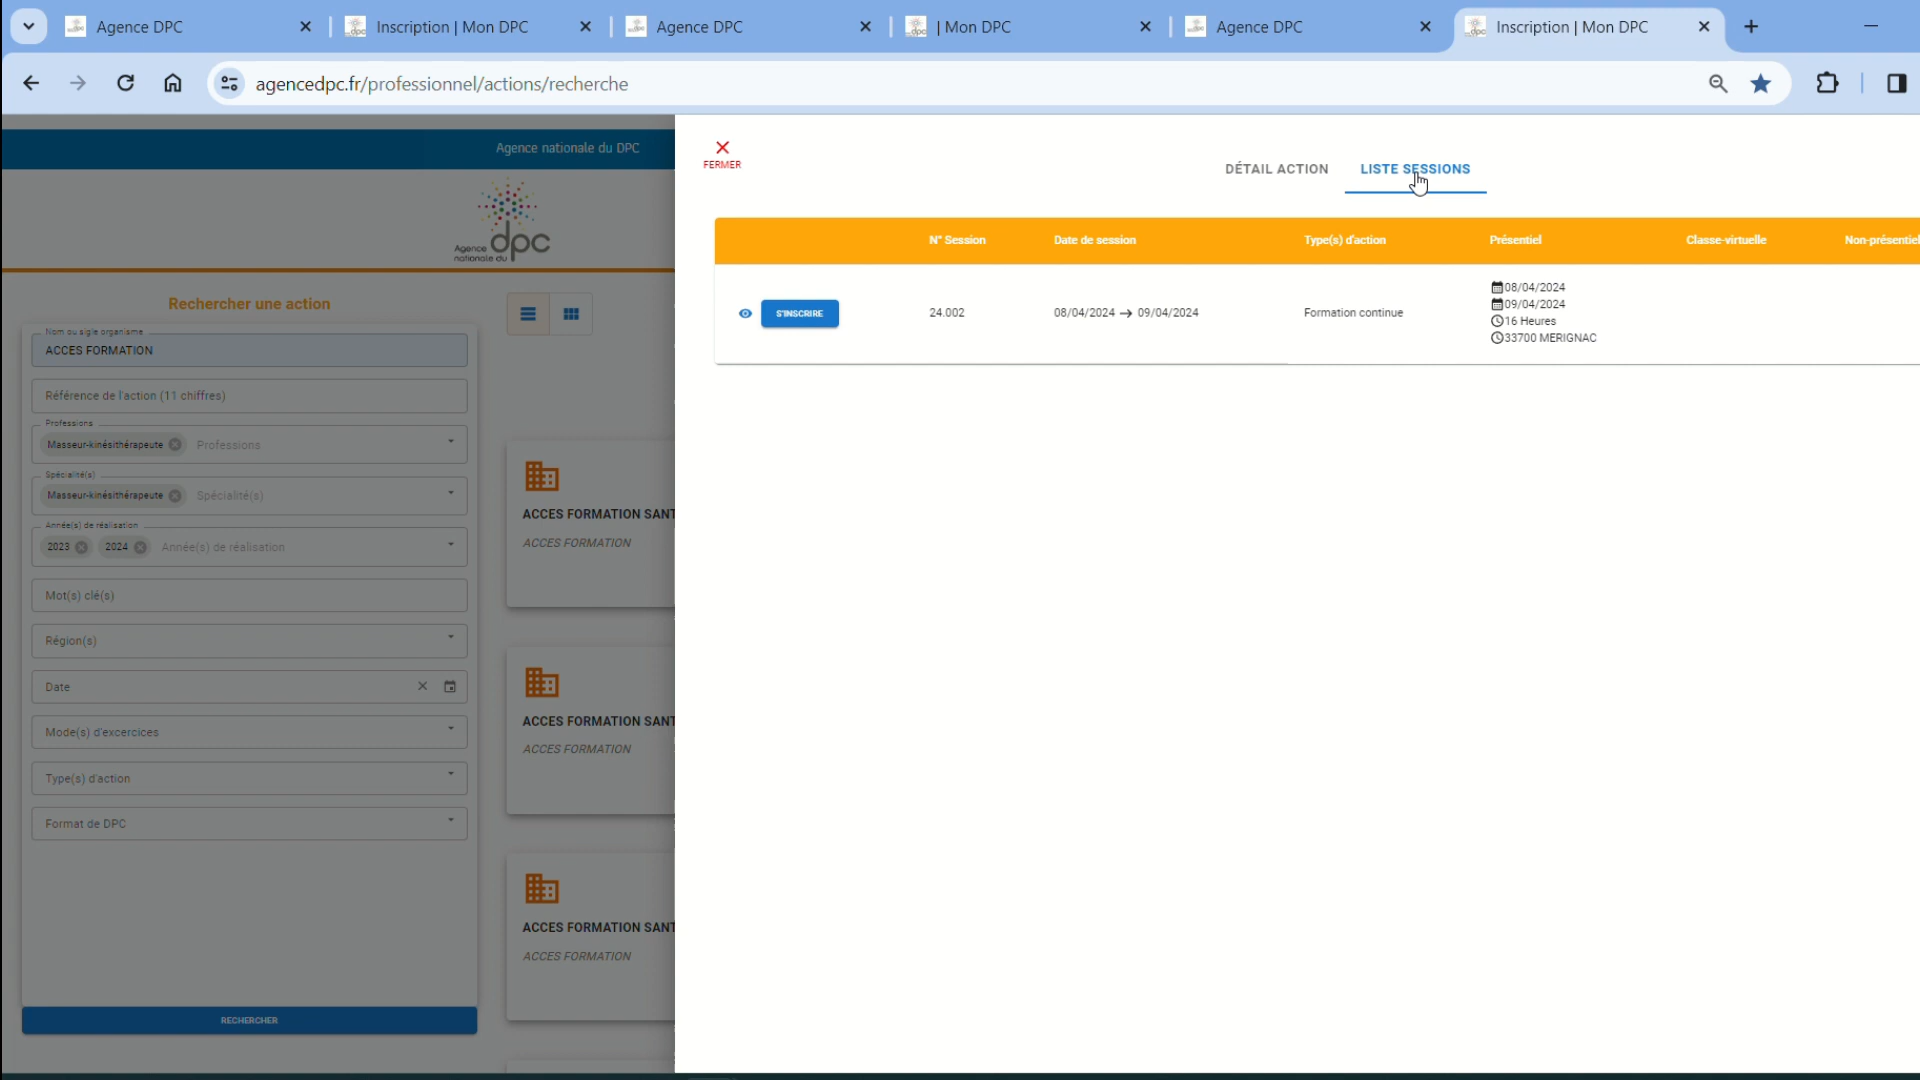 Agence DPC
Inscription | Mon DPC
Agence DPC
| Mon DPC
Agence DPC
Inscription | Mon DPC
agencedpc.fr/professionnel/actions/recherche
Agence nationale du DPC
Agence
nationale du
dpc
Rechercher une action
Nom ou sigle organisme
ACCES FORMATION
Référence de l'action (11 chiffres)
Professions
Masseur-kinésithérapeute Professions
Spécialité(s)
Masseur-kinésithérapeute Spécialité(s)
Année(s) de réalisation
2023 2024 Année(s) de réalisation
Mot(s) clé(s)
Région(s)
Date
Mode(s) d'excercices
Type(s) d'action
Format de DPC
RECHERCHER
ACCES FORMATION SANT
ACCES FORMATION
ACCES FORMATION SANT
ACCES FORMATION
ACCES FORMATION SANT
ACCES FORMATION
FERMER
DÉTAIL ACTION LISTE SESSIONS
N° Session Date de session Type(s) d'action Présentiel Classe-virtuelle Non-présentiel
S'INSCRIRE 24.002 08/04/2024 → 09/04/2024 Formation continue
08/04/2024
09/04/2024
16 Heures
33700 MERIGNAC